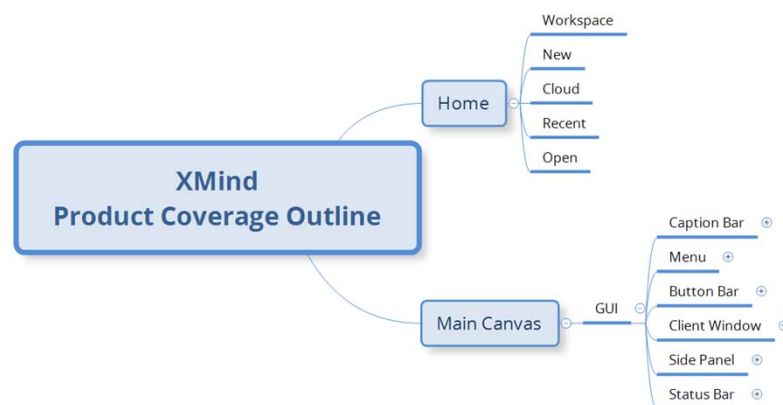 XMind
Product Coverage Outline
Home
Workspace
New
Cloud
Recent
Open
Main Canvas
GUI
Caption Bar
Menu
Button Bar
Client Window
Side Panel
Status Bar